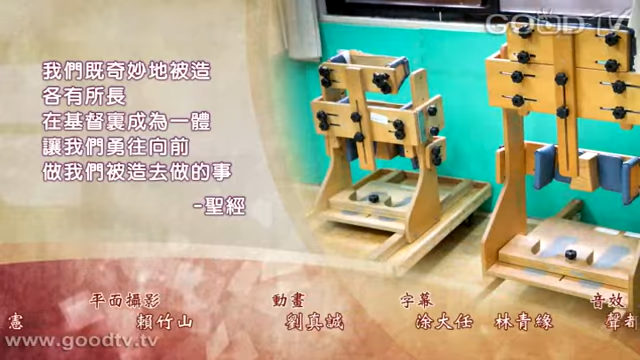 GOOD TV
我們既奇妙地被造
各有所長
在基督裏成為一體
讓我們勇往向前
做我們被造去做的事
-聖經
平面攝影 動畫 字幕 音效
憲 賴竹山 劉真誠 涂大任 林青緣 聲都
www.goodtv.tv